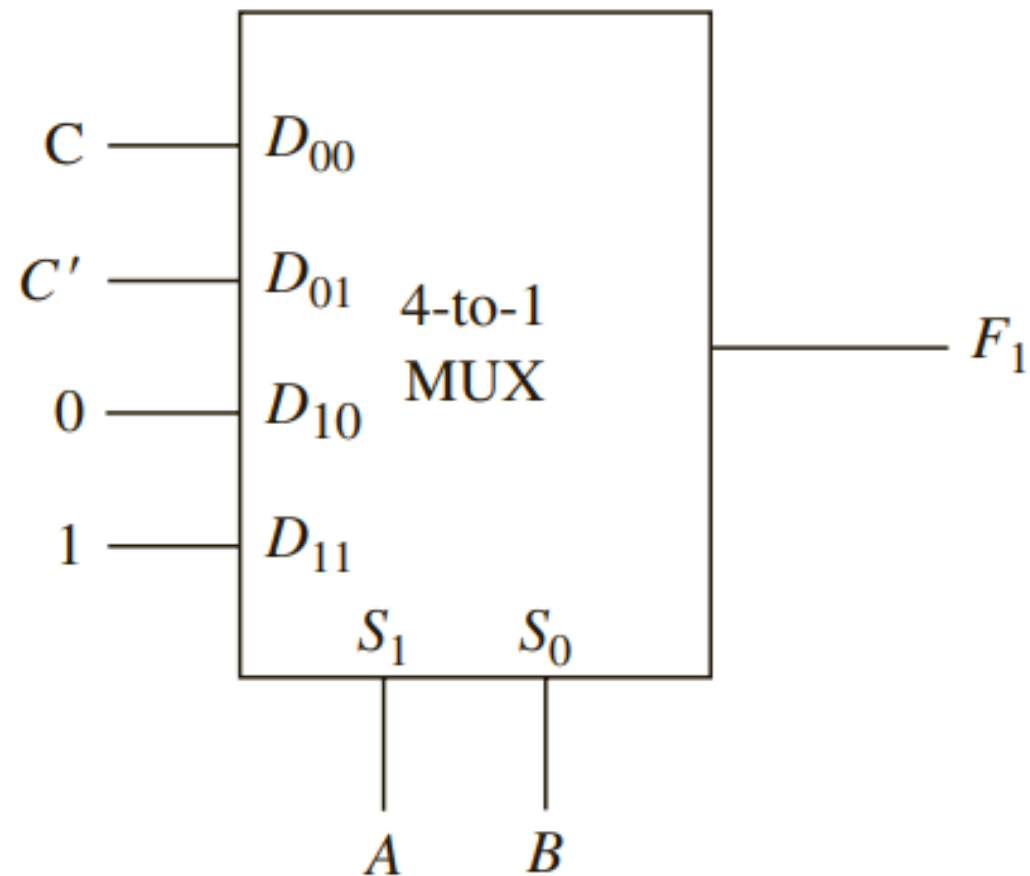 C D₀₀
C′ D₀₁
4-to-1
MUX
F₁
0 D₁₀
1 D₁₁
S₁ S₀
A B